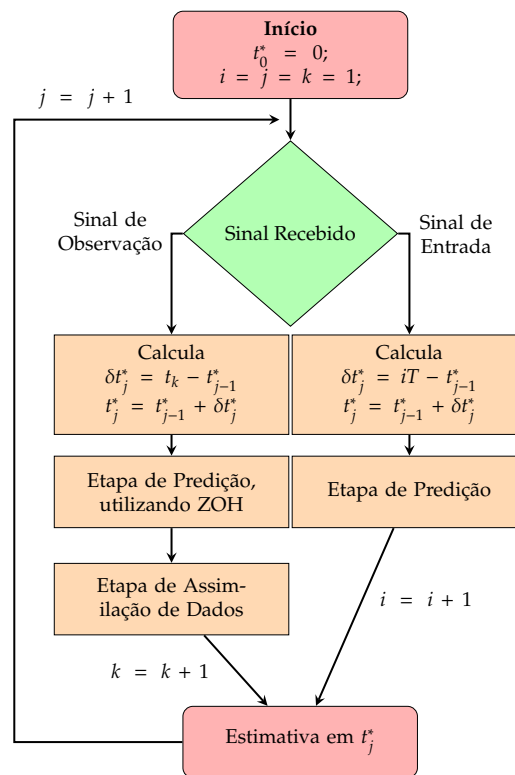 Início
t*₀ = 0;
i = j = k = 1;
j = j + 1
Sinal Recebido
Sinal de
Observação
Sinal de
Entrada
Calcula
δt*ⱼ = tₖ − t*ⱼ₋₁
t*ⱼ = t*ⱼ₋₁ + δt*ⱼ
Calcula
δt*ⱼ = iT − t*ⱼ₋₁
t*ⱼ = t*ⱼ₋₁ + δt*ⱼ
Etapa de Predição,
utilizando ZOH
Etapa de Predição
Etapa de Assim-
ilação de Dados
i = i + 1
k = k + 1
Estimativa em t*ⱼ